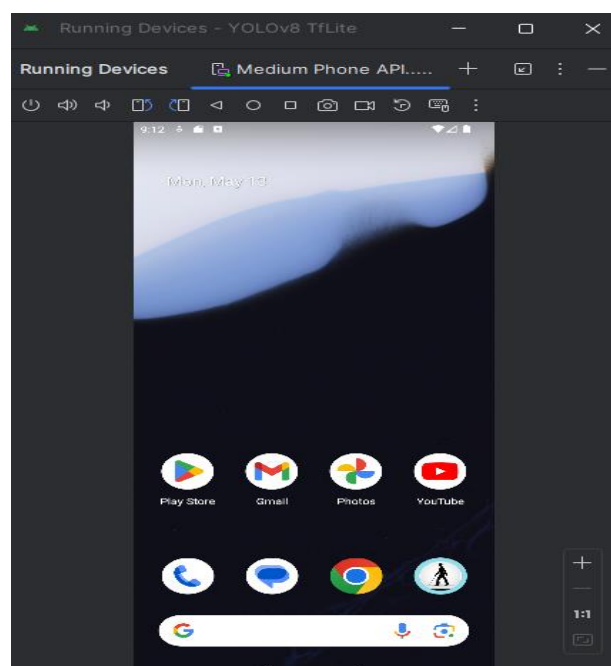 Running Devices - YOLOv8 TfLite
Running Devices Medium Phone API.....
9:12
Mon, May 19
Play Store Gmail Photos YouTube
1:1